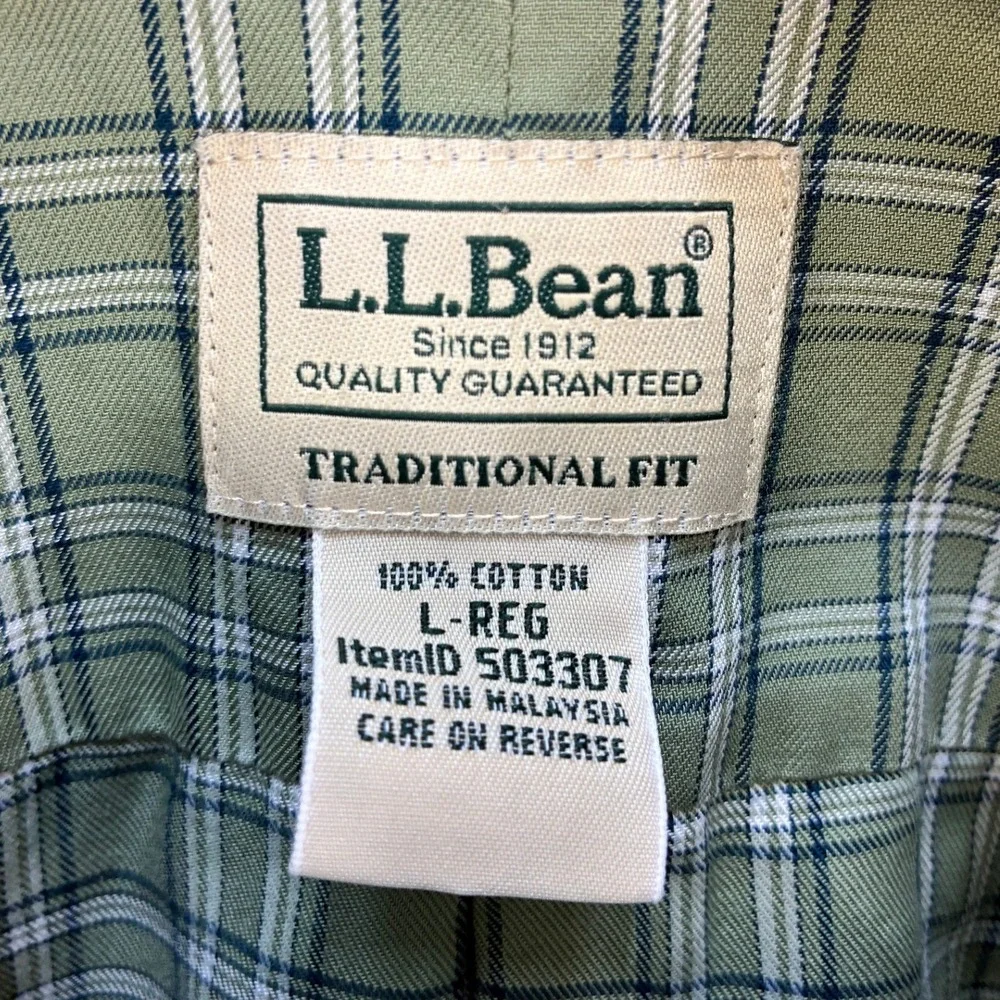 L.L.Bean®
Since 1912
QUALITY GUARANTEED
TRADITIONAL FIT
100% COTTON
L-REG
ItemID 503307
MADE IN MALAYSIA
CARE ON REVERSE